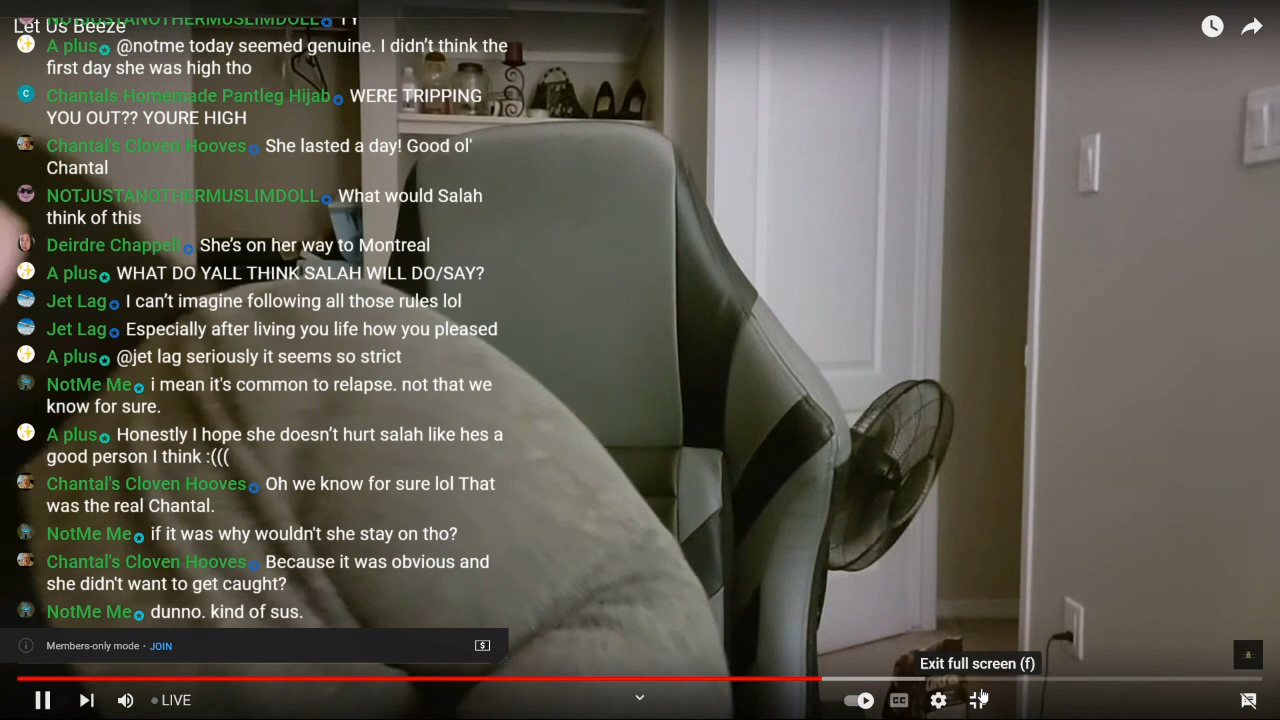 Let Us Beeze
NOTJUSTANOTHERMUSLIMDOLL TY
A plus @notme today seemed genuine. I didn’t think the
first day she was high tho
Chantals Homemade Pantleg Hijab WERE TRIPPING
YOU OUT?? YOURE HIGH
Chantal's Cloven Hooves She lasted a day! Good ol'
Chantal
NOTJUSTANOTHERMUSLIMDOLL What would Salah
think of this
Deirdre Chappell She’s on her way to Montreal
A plus WHAT DO YALL THINK SALAH WILL DO/SAY?
Jet Lag I can’t imagine following all those rules lol
Jet Lag Especially after living you life how you pleased
A plus @jet lag seriously it seems so strict
NotMe Me i mean it's common to relapse. not that we
know for sure.
A plus Honestly I hope she doesn’t hurt salah like hes a
good person I think :(((
Chantal's Cloven Hooves Oh we know for sure lol That
was the real Chantal.
NotMe Me if it was why wouldn't she stay on tho?
Chantal's Cloven Hooves Because it was obvious and
she didn't want to get caught?
NotMe Me dunno. kind of sus.
Members-only mode · JOIN
Exit full screen (f)
LIVE
CC